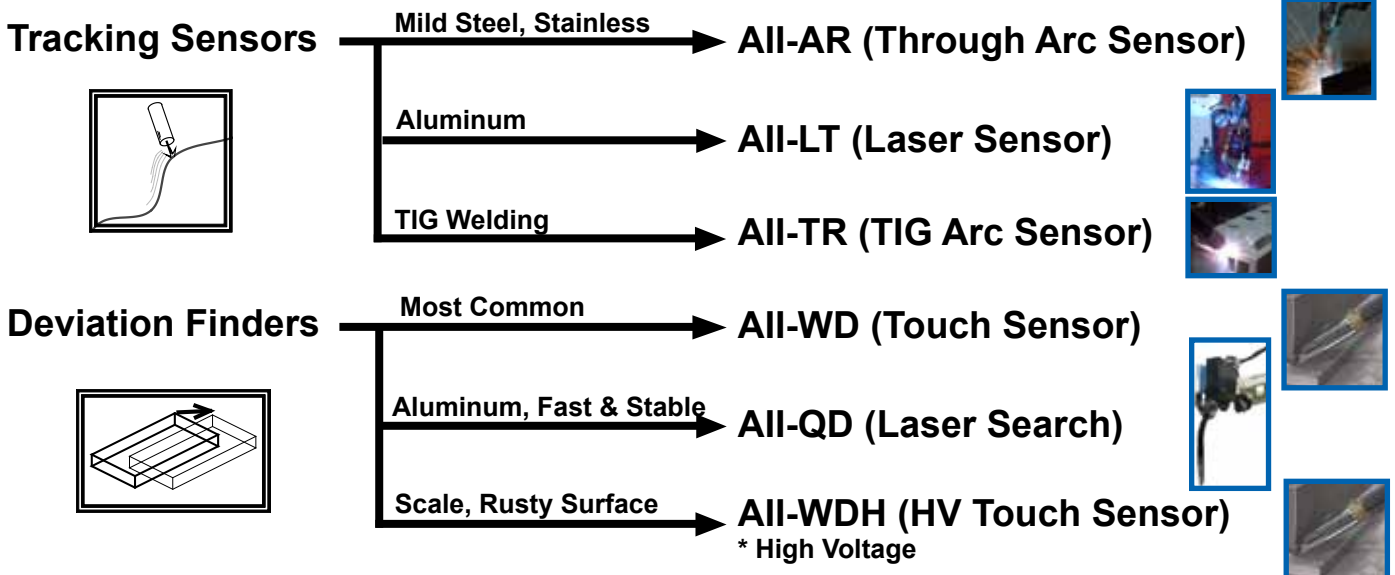 Tracking Sensors
Mild Steel, Stainless
AII-AR (Through Arc Sensor)
Aluminum
AII-LT (Laser Sensor)
TIG Welding
AII-TR (TIG Arc Sensor)
Deviation Finders
Most Common
AII-WD (Touch Sensor)
Aluminum, Fast & Stable
AII-QD (Laser Search)
Scale, Rusty Surface
AII-WDH (HV Touch Sensor)
* High Voltage